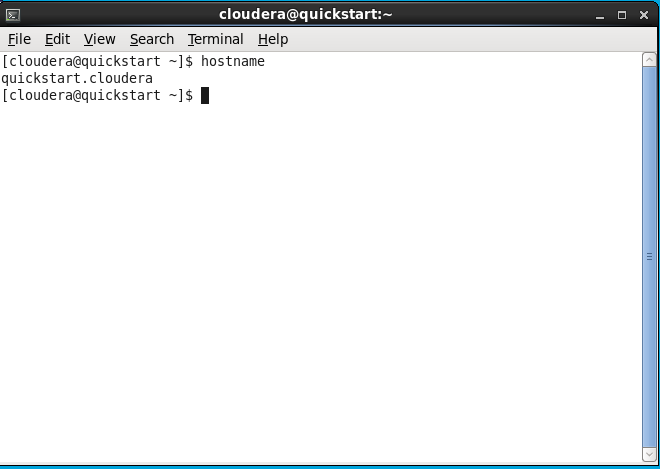 cloudera@quickstart:~
File Edit View Search Terminal Help
[cloudera@quickstart ~]$ hostname
quickstart.cloudera
[cloudera@quickstart ~]$